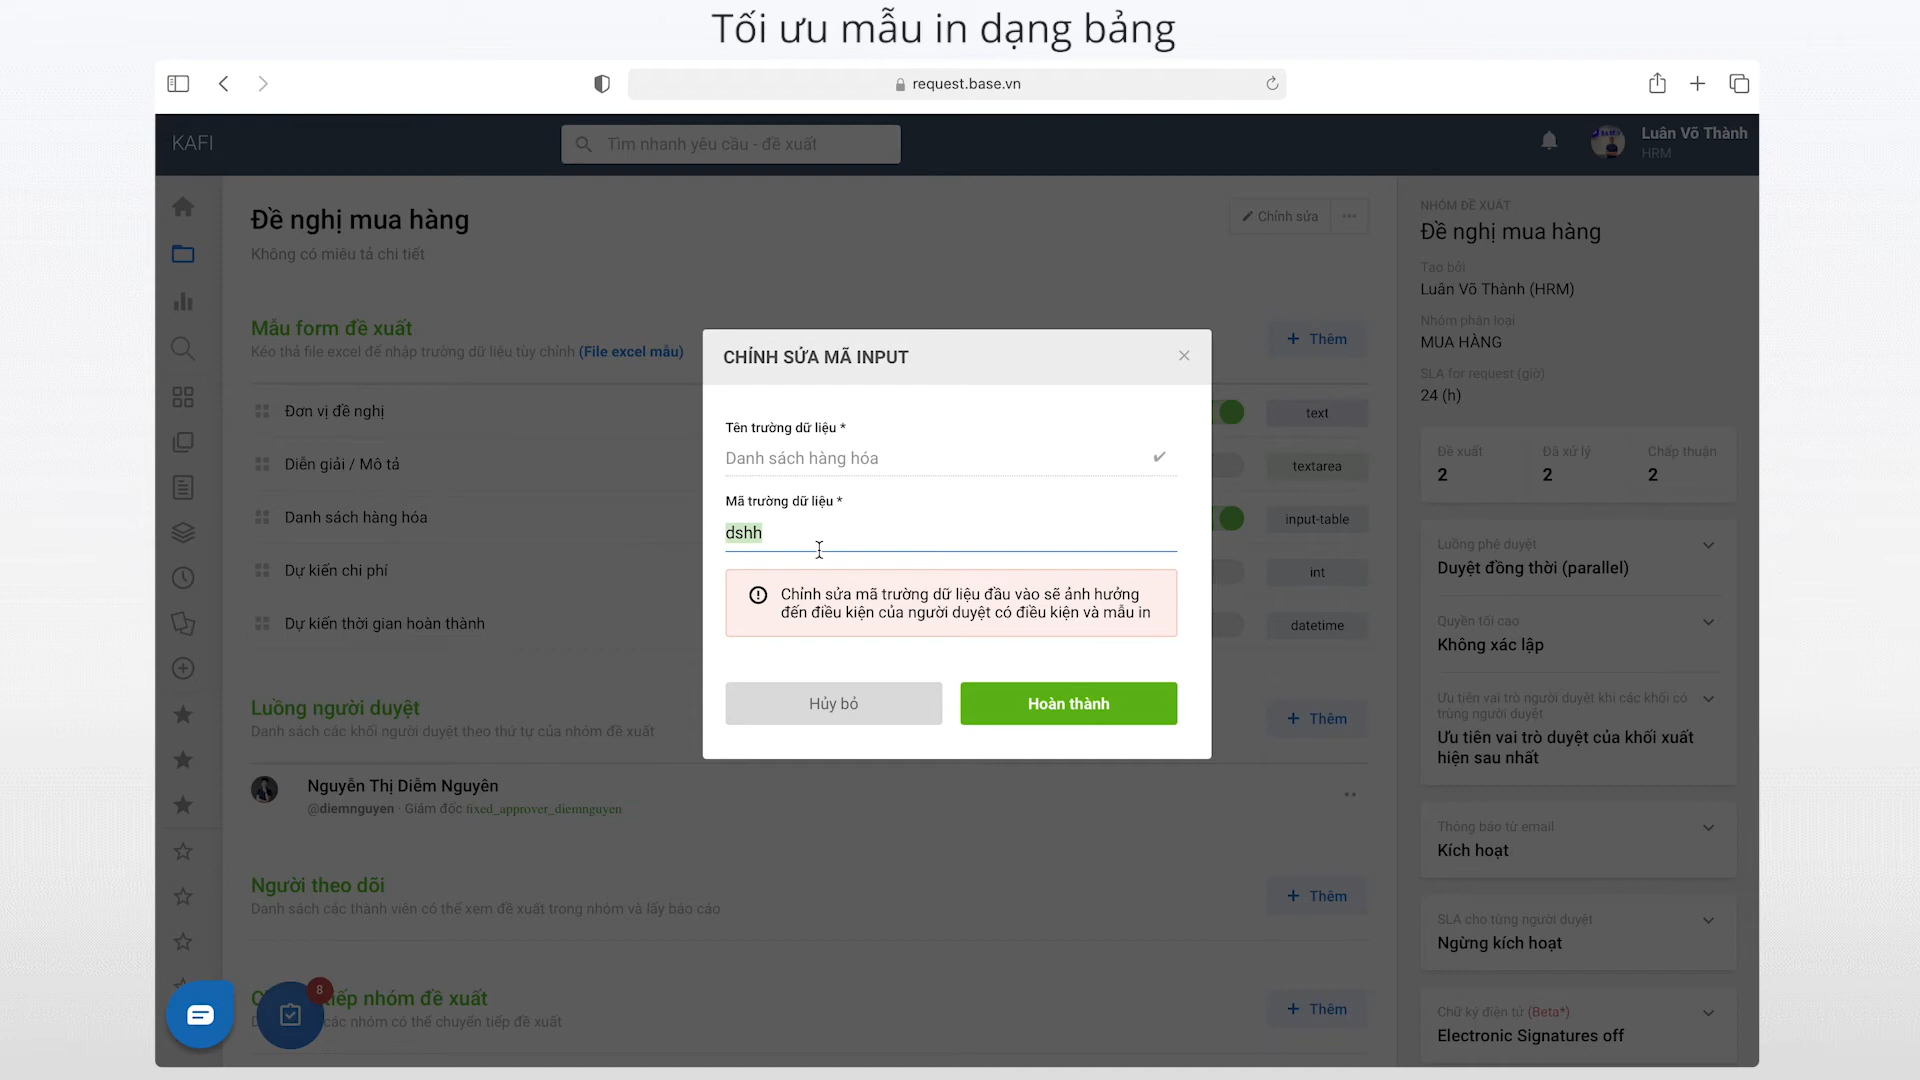 Tối ưu mẫu in dạng bảng
request.base.vn
KAFI
Tìm nhanh yêu cầu - đề xuất
Luân Võ Thành
HRM
Đề nghị mua hàng
Không có miêu tả chi tiết
Chỉnh sửa
Mẫu form đề xuất
Kéo thả file excel để nhập trường dữ liệu tùy chỉnh (File excel mẫu)
Thêm
Đơn vị đề nghị
text
Diễn giải / Mô tả
textarea
Danh sách hàng hóa
input-table
Dự kiến chi phí
int
Dự kiến thời gian hoàn thành
datetime
Luồng người duyệt
Danh sách các khối người duyệt theo thứ tự của nhóm đề xuất
Thêm
Nguyễn Thị Diễm Nguyên
@diemnguyen · Giám đốc fixed_approver_diemnguyen
Người theo dõi
Danh sách các thành viên có thể xem đề xuất trong nhóm và lấy báo cáo
Thêm
tiếp nhóm đề xuất
các nhóm có thể chuyển tiếp đề xuất
Thêm
8
CHỈNH SỬA MÃ INPUT
Tên trường dữ liệu *
Danh sách hàng hóa
Mã trường dữ liệu *
dshh
Chỉnh sửa mã trường dữ liệu đầu vào sẽ ảnh hưởng
đến điều kiện của người duyệt có điều kiện và mẫu in
Hủy bỏ
Hoàn thành
NHÓM ĐỀ XUẤT
Đề nghị mua hàng
Tạo bởi
Luân Võ Thành (HRM)
Nhóm phân loại
MUA HÀNG
SLA for request (giờ)
24 (h)
Đề xuất
2
Đã xử lý
2
Chấp thuận
2
Luồng phê duyệt
Duyệt đồng thời (parallel)
Quyền tối cao
Không xác lập
Ưu tiên vai trò người duyệt khi các khối có
trùng người duyệt
Ưu tiên vai trò duyệt của khối xuất
hiện sau nhất
Thông báo từ email
Kích hoạt
SLA cho từng người duyệt
Ngừng kích hoạt
Chữ ký điện tử (Beta*)
Electronic Signatures off